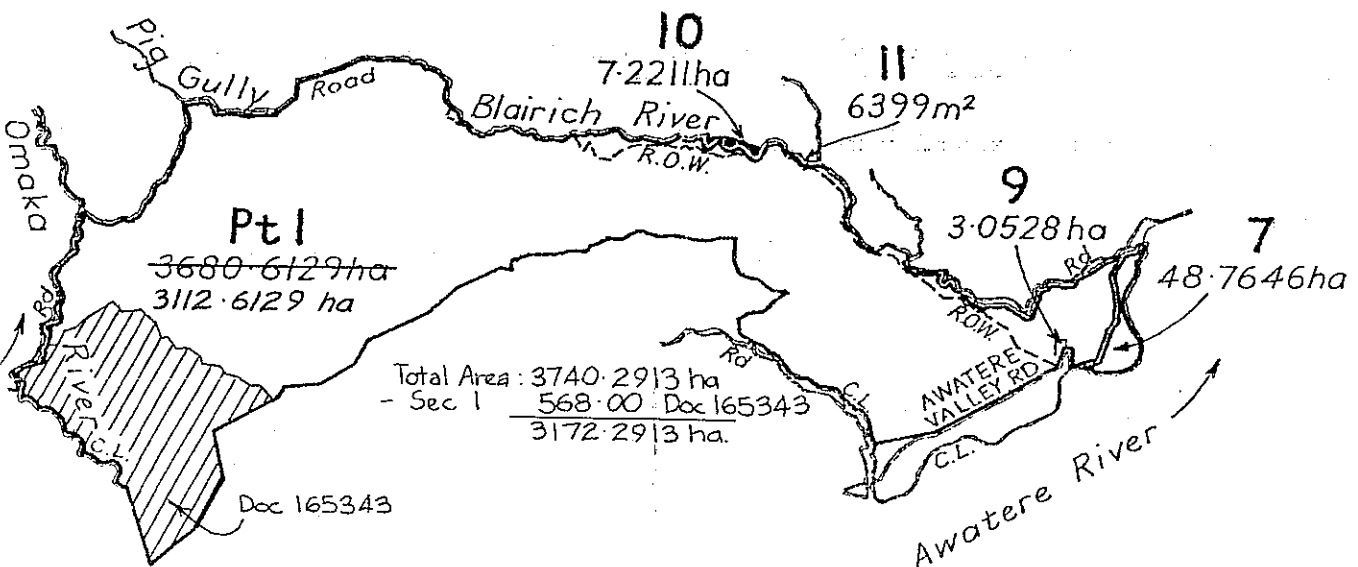 10
7·2211ha
11
6399m²
Pig
Gully
Road
Blairich River
R.O.W.
Omaka
Pt 1
3680·6129ha
3112·6129 ha
9
3·0528ha
7
48·7646ha
Rd
R.O.W.
Rd
River
C.L.
Rd
C.L.
Total Area : 3740·2913 ha
- Sec 1 568·00 Doc 165343
3172·2913 ha.
AWATERE
VALLEY RD
C.L.
Doc 165343
Awatere River